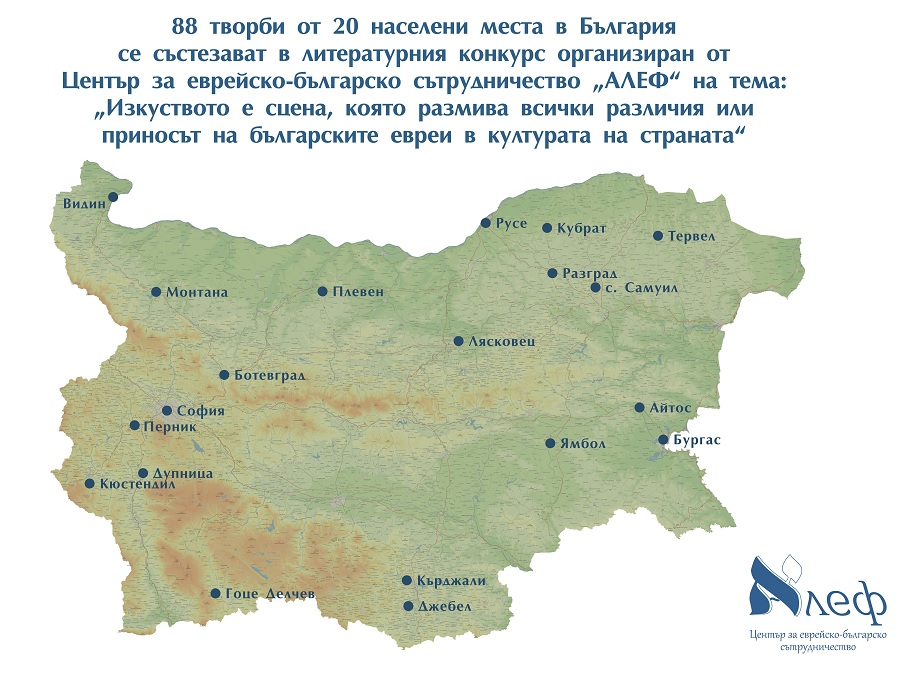 88 творби от 20 населени места в България
се състезават в литературния конкурс организиран от
Център за еврейско-българско сътрудничество „АЛЕФ“ на тема:
„Изкуството е сцена, която размива всички различия или
приносът на българските евреи в културата на страната“
Видин
Русе
Кубрат
Тервел
Разград
с. Самуил
Монтана
Плевен
Лясковец
Ботевград
София
Перник
Айтос
Бургас
Ямбол
Дупница
Кюстендил
Гоце Делчев
Кърджали
Джебел
Алеф
Център за еврейско-българско
сътрудничество